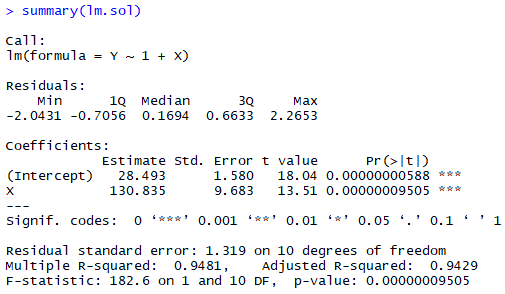 > summary(lm.sol)
Call:
lm(formula = Y ~ 1 + X)
Residuals:
    Min      1Q  Median      3Q     Max
-2.0431 -0.7056  0.1694  0.6633  2.2653
Coefficients:
            Estimate Std. Error t value      Pr(>|t|)
(Intercept)   28.493      1.580   18.04 0.00000000588 ***
X            130.835      9.683   13.51 0.00000009505 ***
---
Signif. codes:  0 ‘***’ 0.001 ‘**’ 0.01 ‘*’ 0.05 ‘.’ 0.1 ‘ ’ 1
Residual standard error: 1.319 on 10 degrees of freedom
Multiple R-squared:  0.9481,    Adjusted R-squared:  0.9429
F-statistic: 182.6 on 1 and 10 DF,  p-value: 0.00000009505